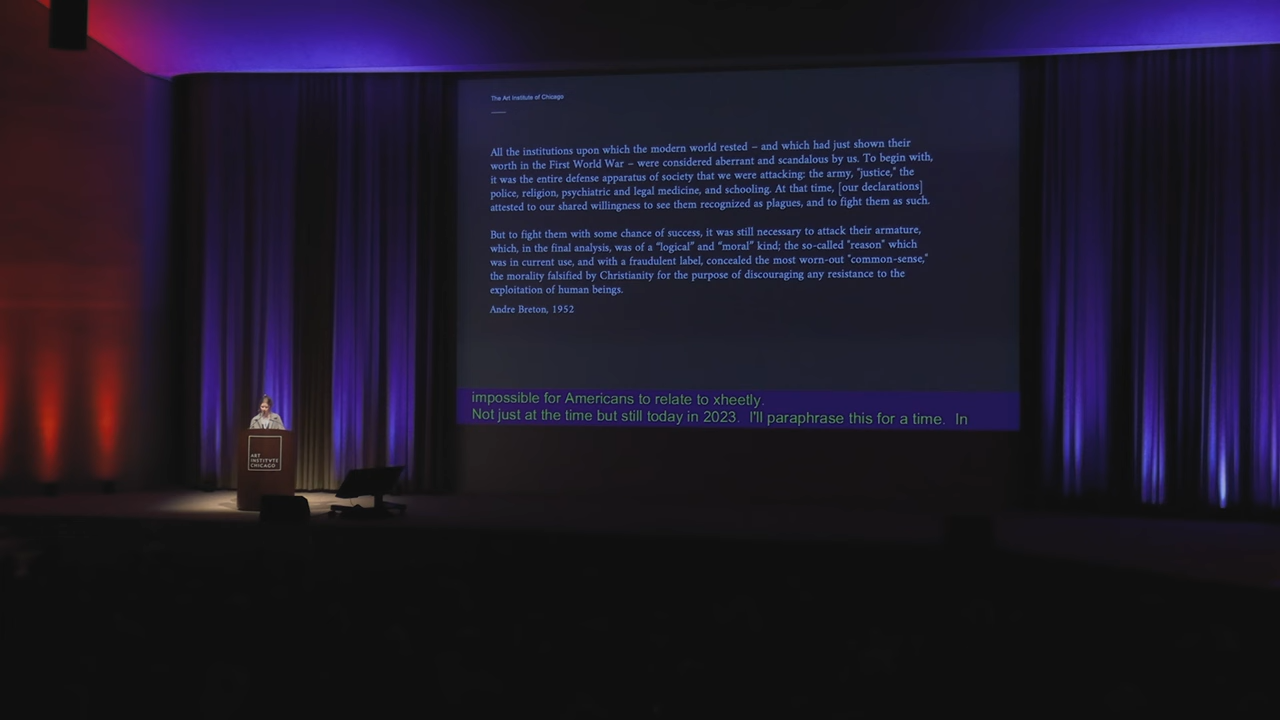 The Art Institute of Chicago
All the institutions upon which the modern world rested – and which had just shown their
worth in the First World War – were considered aberrant and scandalous by us. To begin with,
it was the entire defense apparatus of society that we were attacking: the army, "justice," the
police, religion, psychiatric and legal medicine, and schooling. At that time, [our declarations]
attested to our shared willingness to see them recognized as plagues, and to fight them as such.
But to fight them with some chance of success, it was still necessary to attack their armature,
which, in the final analysis, was of a "logical" and "moral" kind; the so-called "reason" which
was in current use, and with a fraudulent label, concealed the most worn-out "common-sense,"
the morality falsified by Christianity for the purpose of discouraging any resistance to the
exploitation of human beings.
Andre Breton, 1952
impossible for Americans to relate to xheetly.
Not just at the time but still today in 2023.  I'll paraphrase this for a time.  In
ART
INSTITVTE
CHICAGO